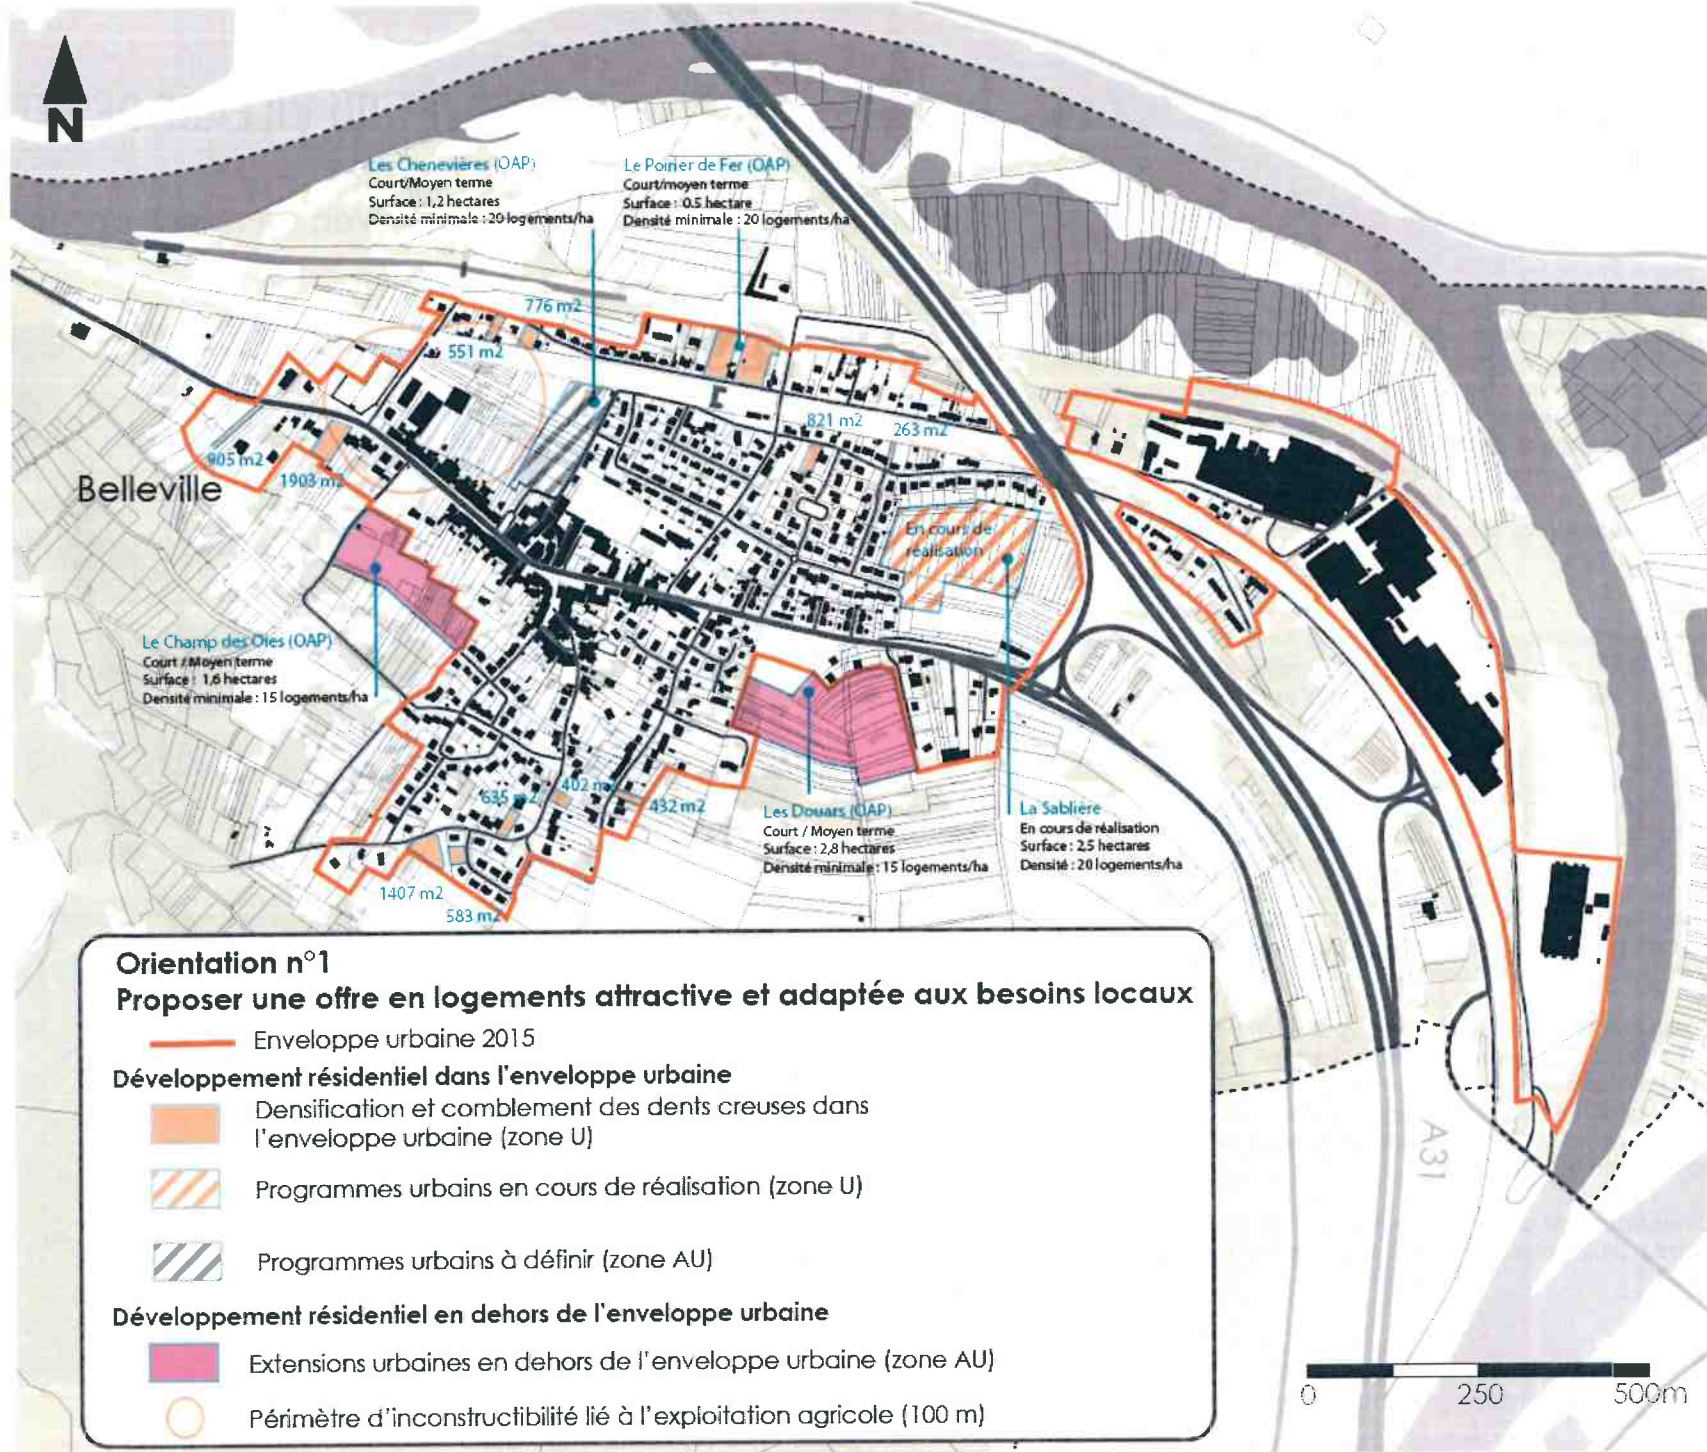 N
Les Chenevières (OAP)
Court/Moyen terme
Surface : 1,2 hectares
Densité minimale : 20 logements/ha
Le Poirier de Fer (OAP)
Court/moyen terme
Surface : 0.5 hectare
Densité minimale : 20 logements/ha
776 m2
551 m2
821 m2
263 m2
905 m2
1903 m2
Belleville
En cours de
réalisation
Le Champ des Oies (OAP)
Court / Moyen terme
Surface : 1,6 hectares
Densité minimale : 15 logements/ha
635 m2
402 m2
432 m2
Les Douars (OAP)
Court / Moyen terme
Surface : 2,8 hectares
Densité minimale : 15 logements/ha
La Sablière
En cours de réalisation
Surface : 2,5 hectares
Densité : 20 logements/ha
1407 m2
583 m2
Orientation n°1
Proposer une offre en logements attractive et adaptée aux besoins locaux
Enveloppe urbaine 2015
Développement résidentiel dans l'enveloppe urbaine
Densification et comblement des dents creuses dans
l'enveloppe urbaine (zone U)
Programmes urbains en cours de réalisation (zone U)
Programmes urbains à définir (zone AU)
Développement résidentiel en dehors de l'enveloppe urbaine
Extensions urbaines en dehors de l'enveloppe urbaine (zone AU)
Périmètre d'inconstructibilité lié à l'exploitation agricole (100 m)
A31
0 250 500m